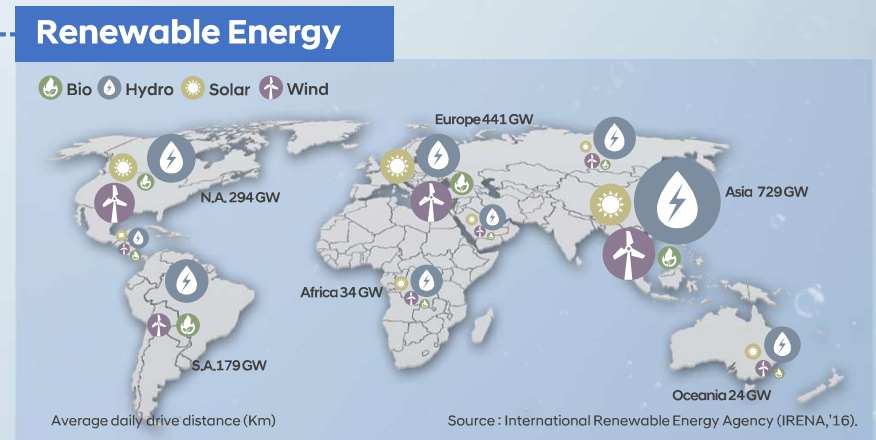 Renewable Energy
Bio Hydro Solar Wind
Europe 441 GW
Asia 729 GW
N.A. 294 GW
Africa 34 GW
S.A. 179 GW
Oceania 24 GW
Average daily drive distance (Km)
Source : International Renewable Energy Agency (IRENA,'16).